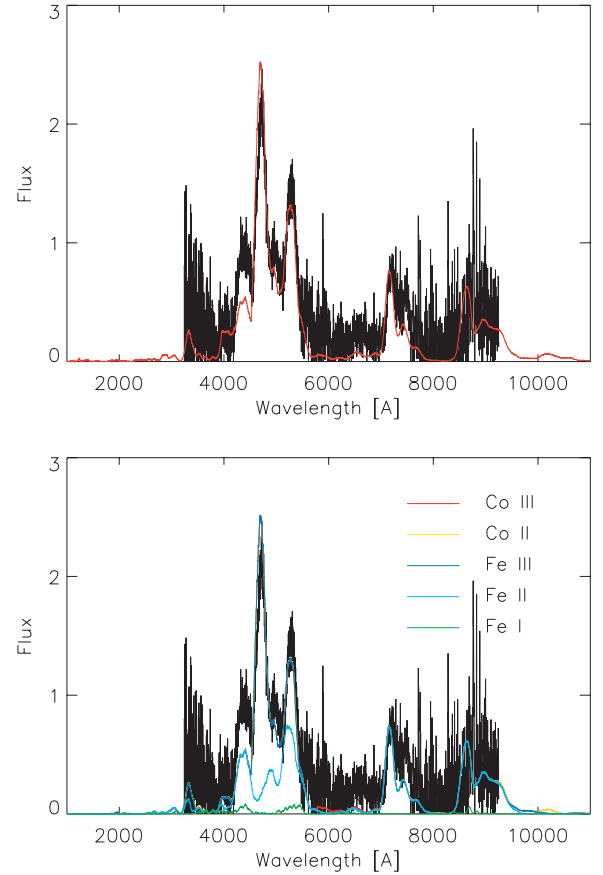 3
2
1
0
Flux
2000 4000 6000 8000 10000
Wavelength [A]
3
2
1
0
Flux
Co III
Co II
Fe III
Fe II
Fe I
2000 4000 6000 8000 10000
Wavelength [A]